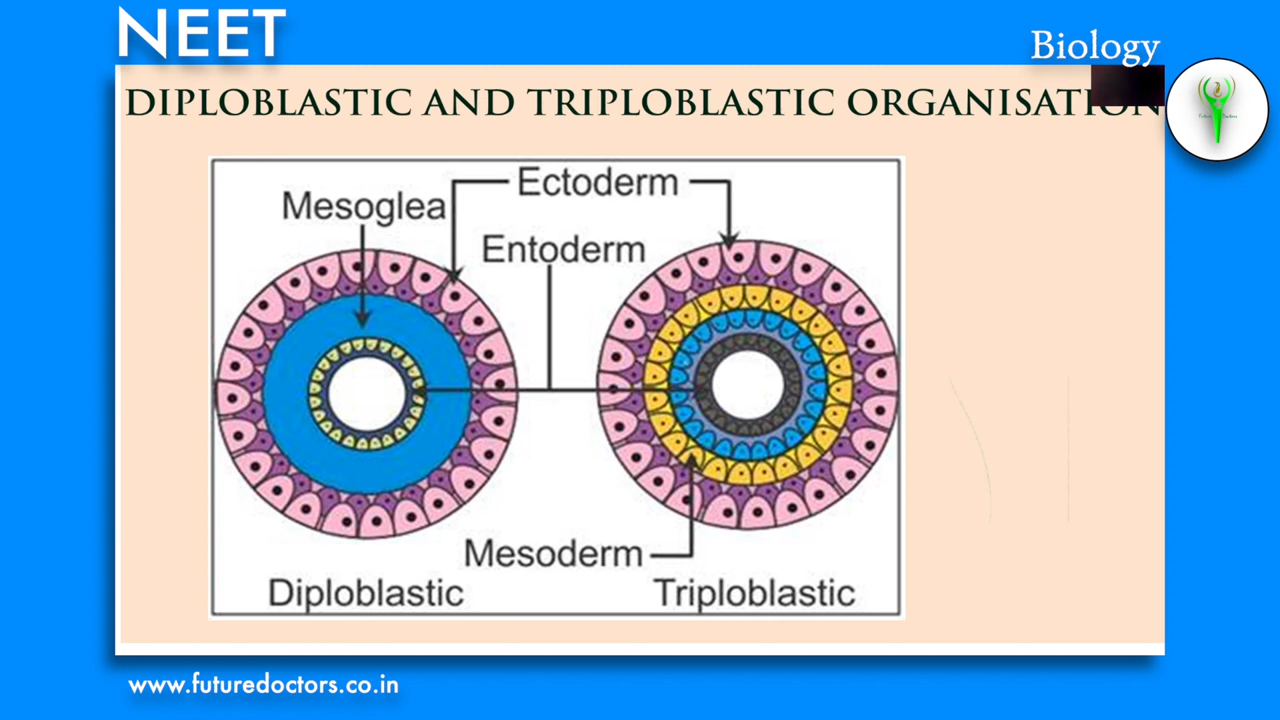 NEET
Biology
DIPLOBLASTIC AND TRIPLOBLASTIC ORGANISATION
Ectoderm
Mesoglea
Entoderm
Mesoderm
Diploblastic
Triploblastic
www.futuredoctors.co.in